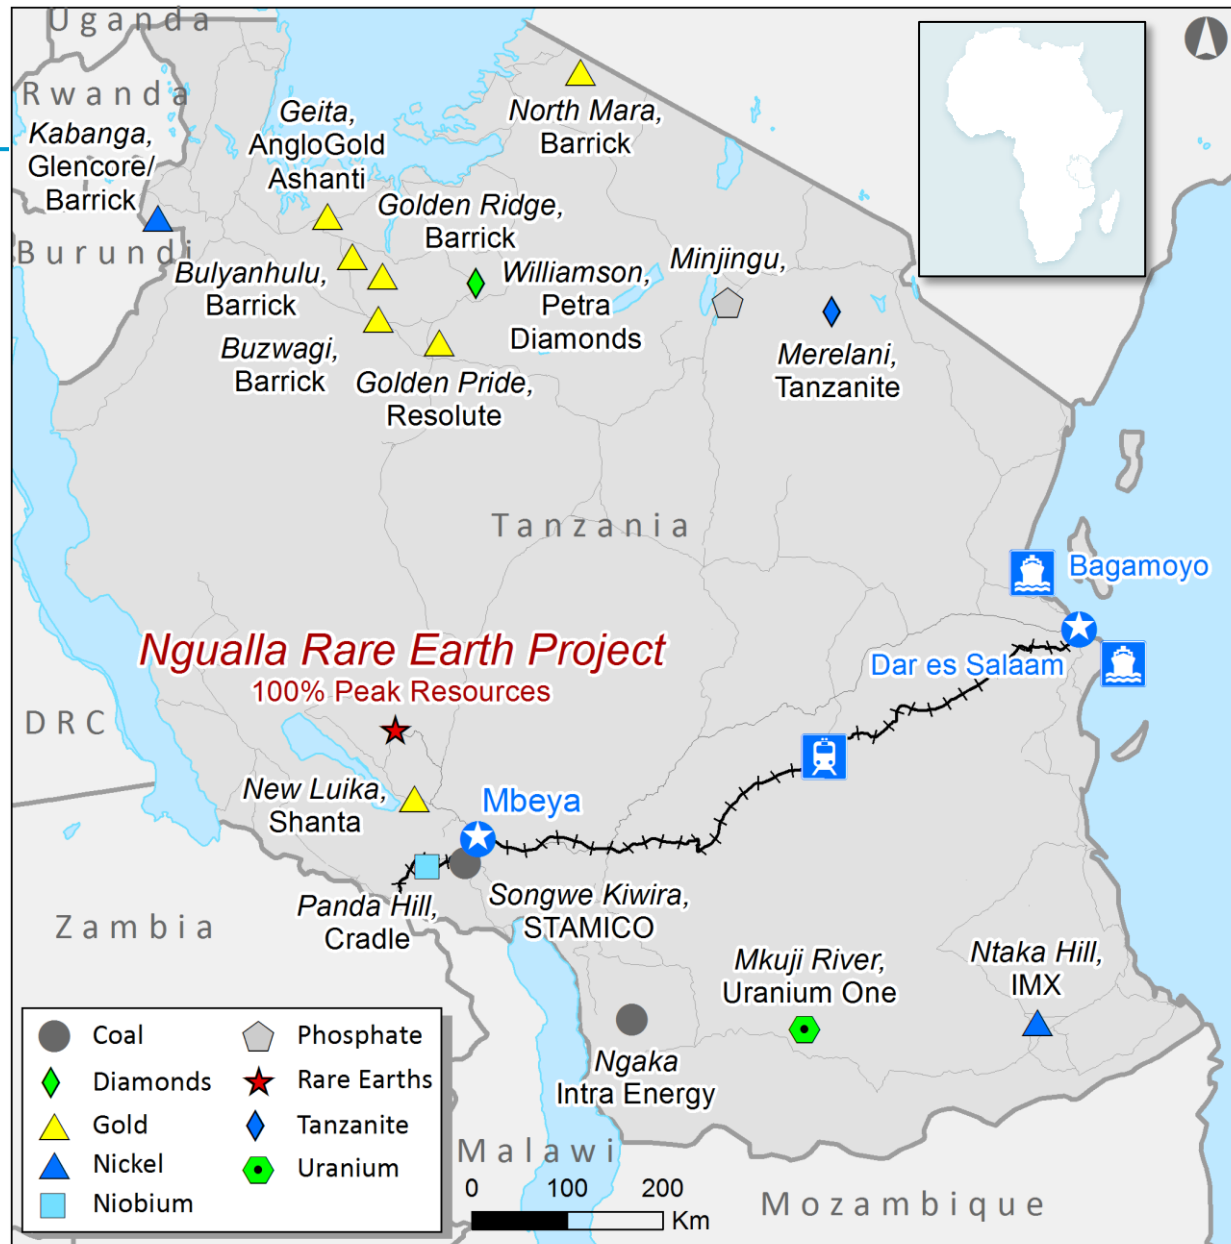 Uganda
Rwanda
Kabanga,
Glencore/
Barrick
Burundi
Geita,
AngloGold
Ashanti
North Mara,
Barrick
Golden Ridge,
Barrick
Bulyanhulu,
Barrick
Williamson,
Petra
Diamonds
Minjingu,
Buzwagi,
Barrick
Golden Pride,
Resolute
Merelani,
Tanzanite
Tanzania
Bagamoyo
Dar es Salaam
Ngualla Rare Earth Project
100% Peak Resources
DRC
New Luika,
Shanta
Mbeya
Zambia
Panda Hill,
Cradle
Songwe Kiwira,
STAMICO
Mkuji River,
Uranium One
Ntaka Hill,
IMX
Ngaka
Intra Energy
Malawi
Mozambique
Coal
Diamonds
Gold
Nickel
Niobium
Phosphate
Rare Earths
Tanzanite
Uranium
0 100 200
Km